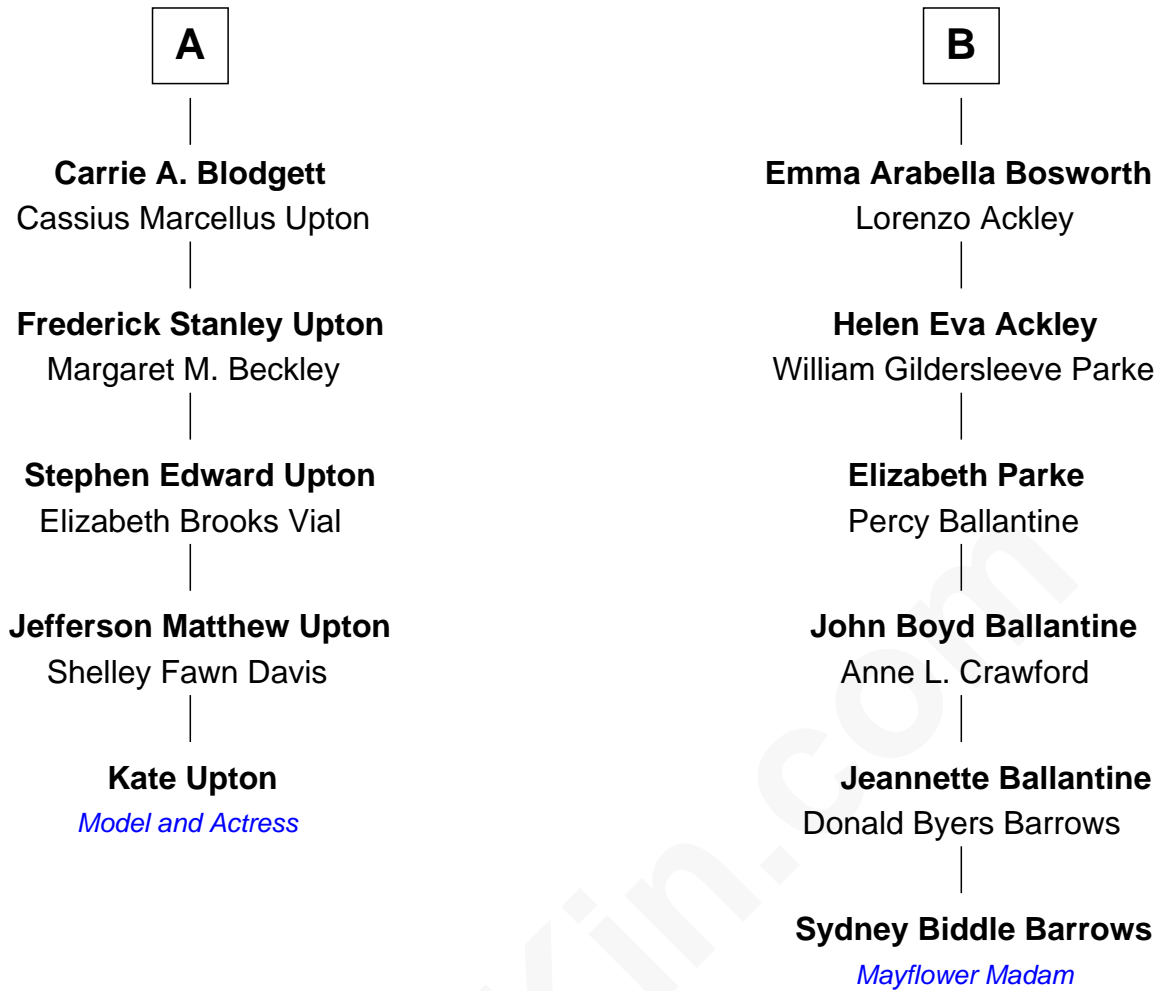 A
Carrie A. Blodgett
Cassius Marcellus Upton
Frederick Stanley Upton
Margaret M. Beckley
Stephen Edward Upton
Elizabeth Brooks Vial
Jefferson Matthew Upton
Shelley Fawn Davis
Kate Upton
Model and Actress
B
Emma Arabella Bosworth
Lorenzo Ackley
Helen Eva Ackley
William Gildersleeve Parke
Elizabeth Parke
Percy Ballantine
John Boyd Ballantine
Anne L. Crawford
Jeannette Ballantine
Donald Byers Barrows
Sydney Biddle Barrows
Mayflower Madam
Kin.com